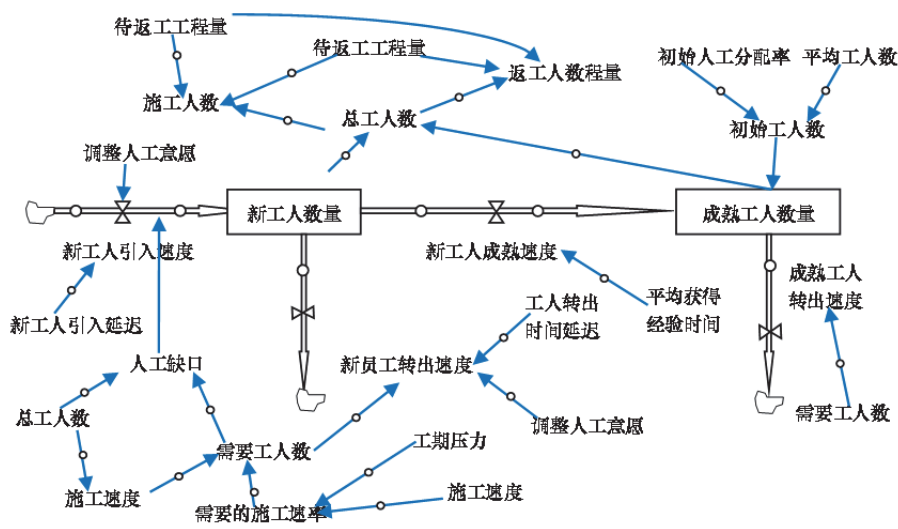 待返工工程量
待返工工程量
返工人数程量
初始人工分配率
平均工人数
施工人数
总工人数
初始工人数
调整人工意愿
新工人数量
成熟工人数量
新工人引入速度
新工人成熟速度
成熟工人
转出速度
新工人引入延迟
工人转出
时间延迟
平均获得
经验时间
人工缺口
新员工转出速度
总工人数
需要工人数
调整人工意愿
需要工人数
工期压力
施工速度
施工速度
需要的施工速率